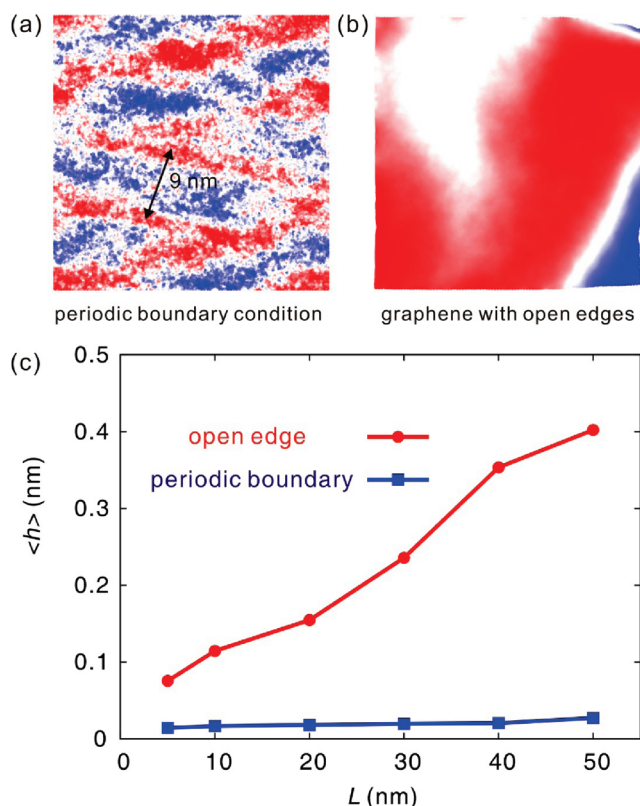 (a)
(b)
9 nm
periodic boundary condition
graphene with open edges
(c)
0.5
0.4
0.3
0.2
0.1
0
<h> (nm)
open edge
periodic boundary
0 10 20 30 40 50
L (nm)